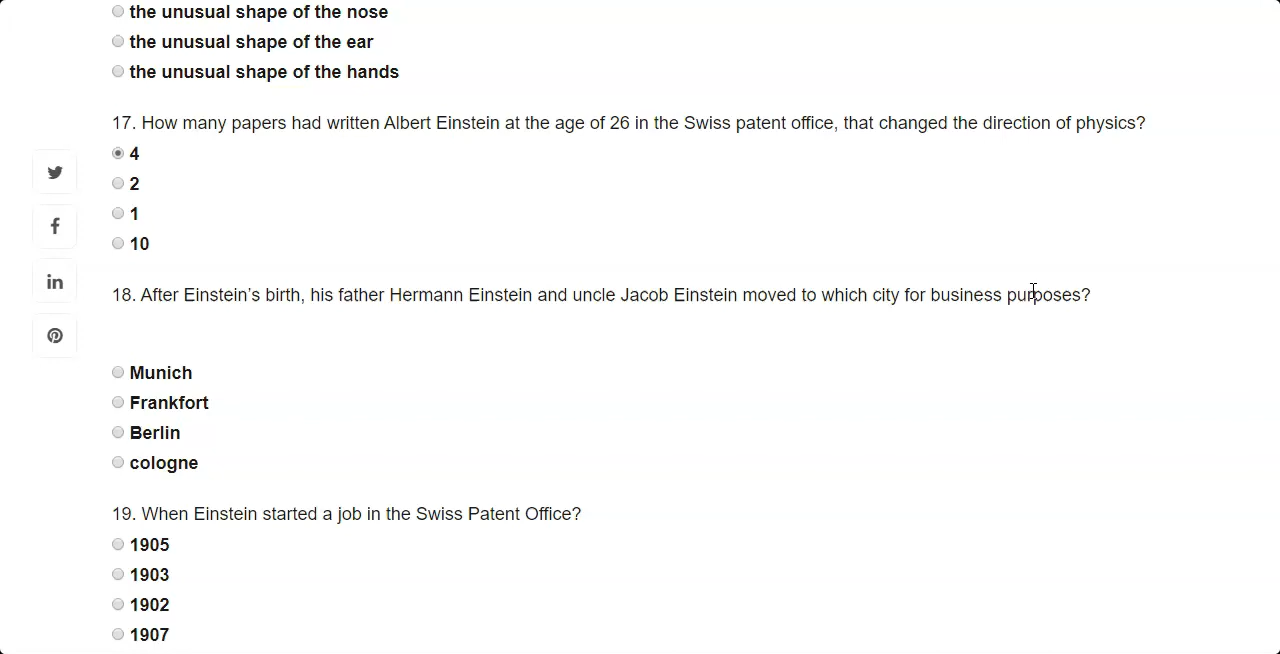 the unusual shape of the nose
the unusual shape of the ear
the unusual shape of the hands
17. How many papers had written Albert Einstein at the age of 26 in the Swiss patent office, that changed the direction of physics?
4
2
1
10
18. After Einstein’s birth, his father Hermann Einstein and uncle Jacob Einstein moved to which city for business purposes?
Munich
Frankfort
Berlin
cologne
19. When Einstein started a job in the Swiss Patent Office?
1905
1903
1902
1907